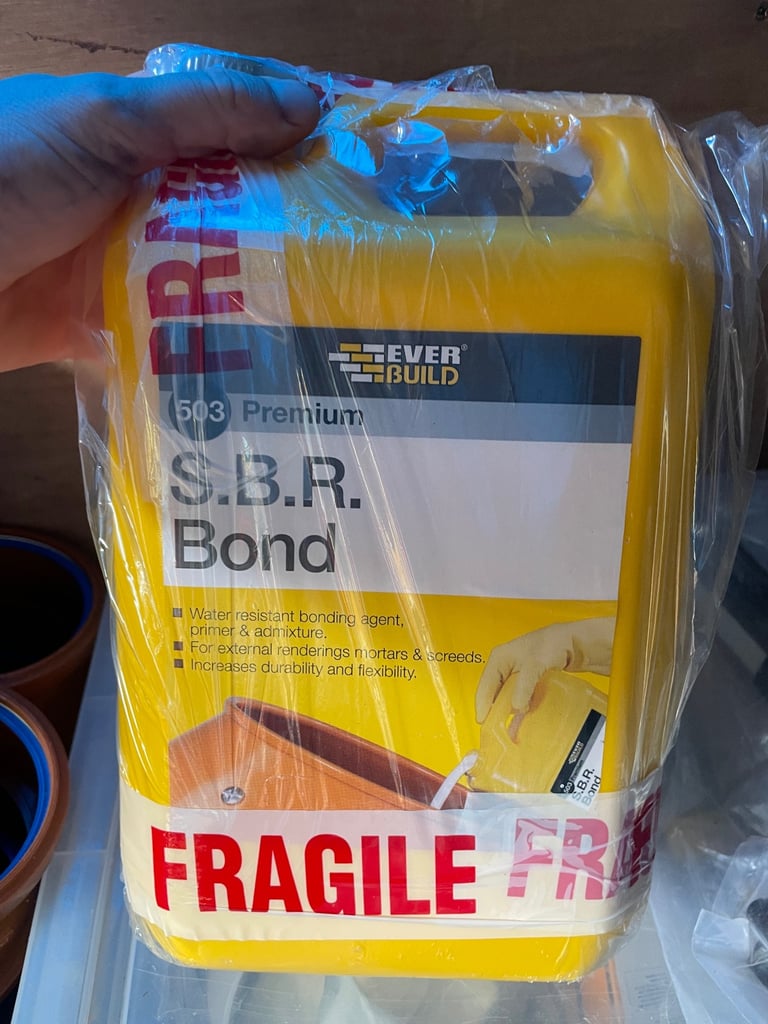 FRAGILE
EVER®
BUILD
503 Premium
S.B.R.
Bond
Water resistant bonding agent,
primer & admixture.
For external renderings mortars & screeds.
Increases durability and flexibility.
S.B.R.
Bond
FRAGILE FRA